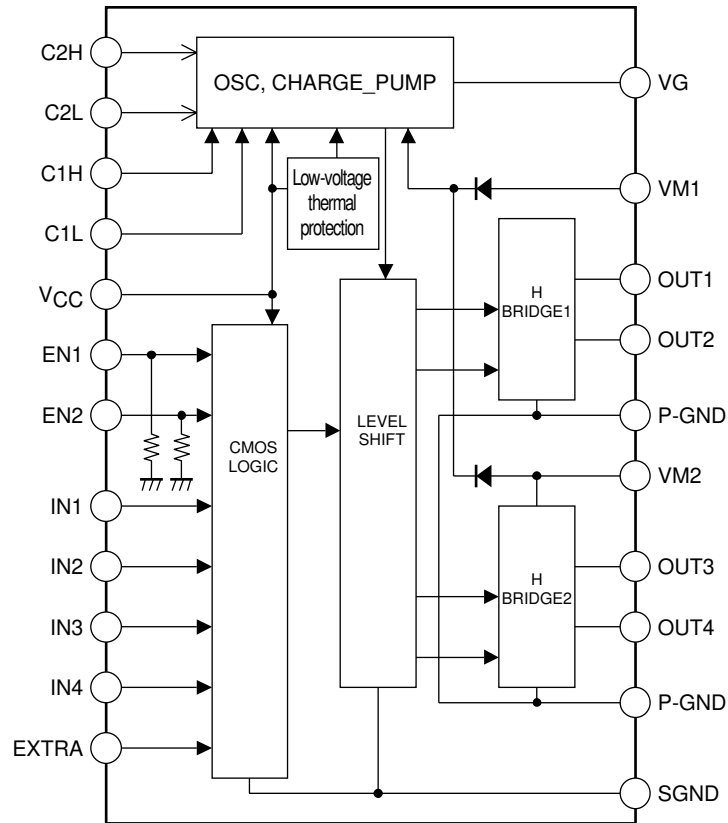 C2H
C2L
C1H
C1L
VCC
EN1
EN2
IN1
IN2
IN3
IN4
EXTRA
OSC, CHARGE_PUMP
Low-voltage
thermal
protection
CMOS
LOGIC
LEVEL
SHIFT
H
BRIDGE1
H
BRIDGE2
VG
VM1
OUT1
OUT2
P-GND
VM2
OUT3
OUT4
P-GND
SGND